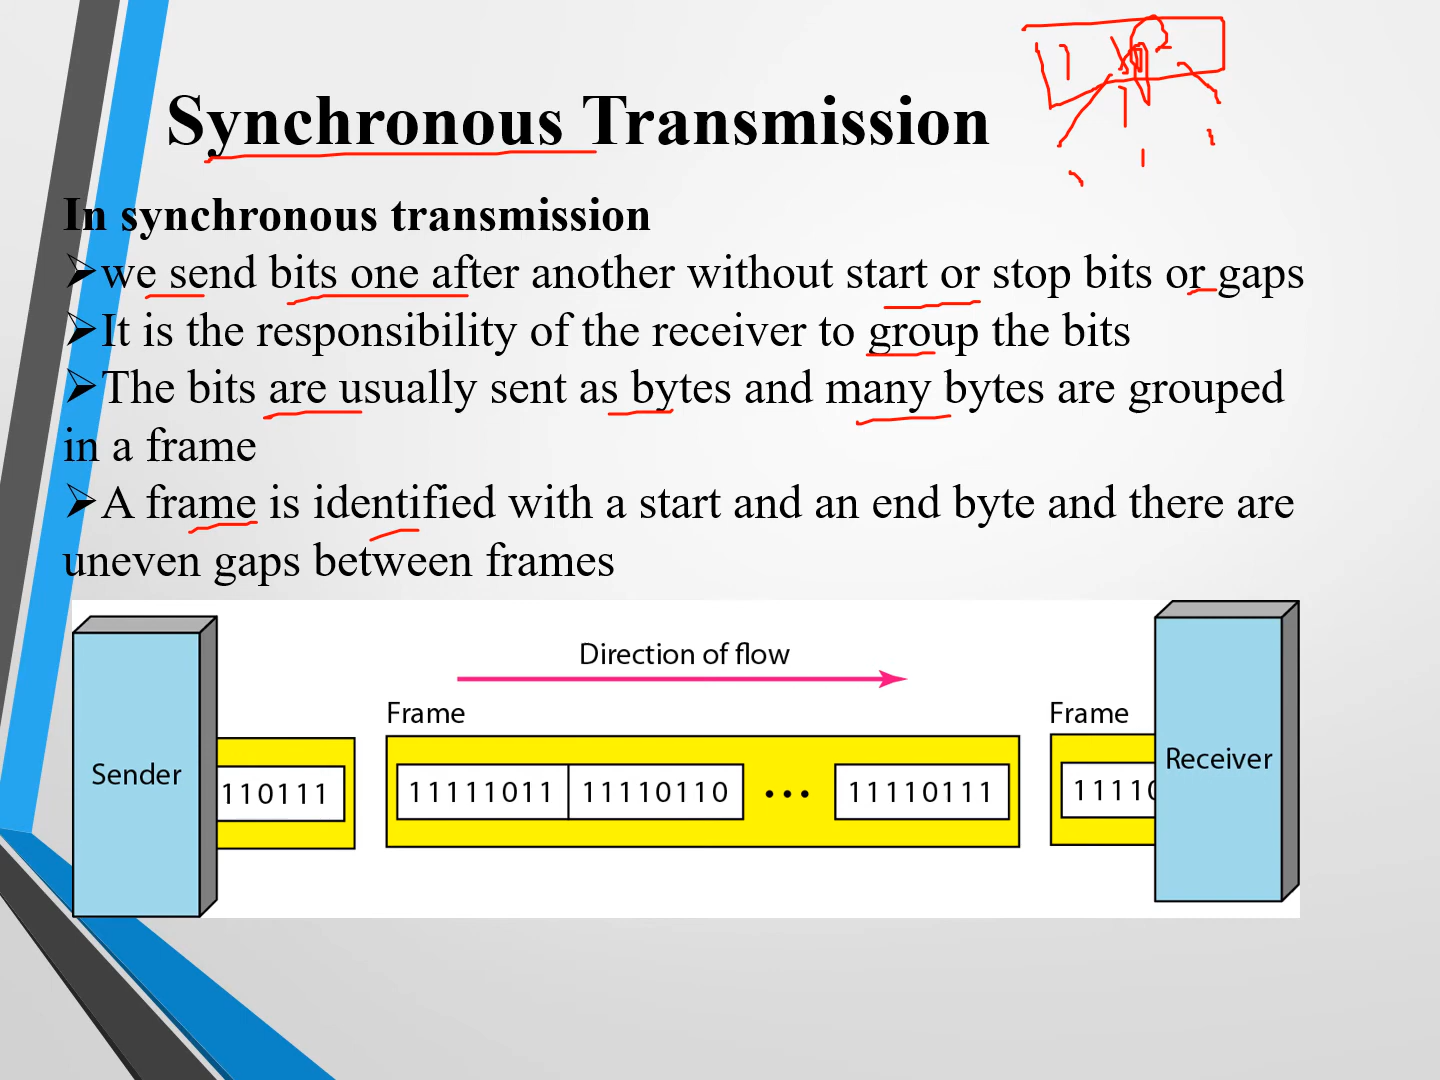 Synchronous Transmission
In synchronous transmission
➢we send bits one after another without start or stop bits or gaps
➢It is the responsibility of the receiver to group the bits
➢The bits are usually sent as bytes and many bytes are grouped
in a frame
➢A frame is identified with a start and an end byte and there are
uneven gaps between frames
Direction of flow
Frame
Frame
Sender
Receiver
110111
11111011
11110110
...
11110111
11110